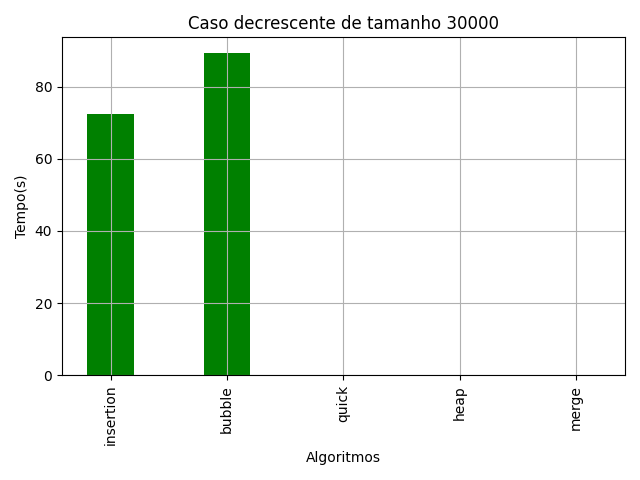 Caso decrescente de tamanho 30000
80
60
40
20
0
Tempo(s)
insertion
bubble
quick
heap
merge
Algoritmos